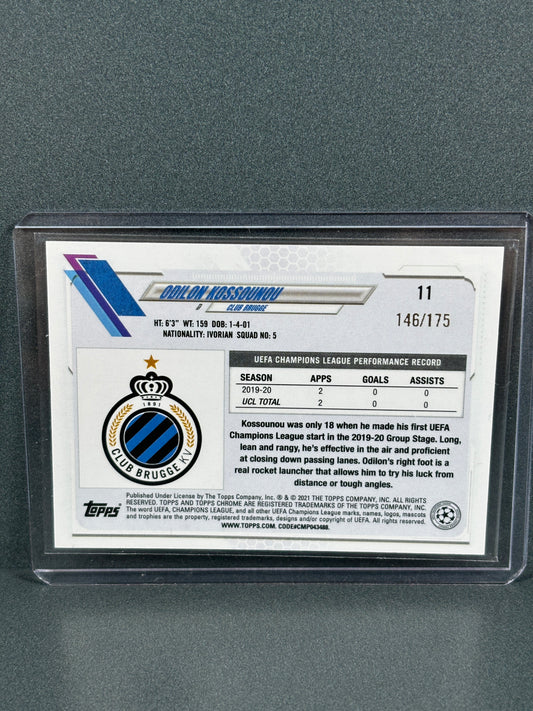 ODILON KOSSOUNOU
D CLUB BRUGGE
HT: 6'3" WT: 159 DOB: 1-4-01
NATIONALITY: IVORIAN SQUAD NO: 5
11
146/175
UEFA CHAMPIONS LEAGUE PERFORMANCE RECORD
SEASON APPS GOALS ASSISTS
2019-20 2 0 0
UCL TOTAL 2 0 0
Kossounou was only 18 when he made his first UEFA
Champions League start in the 2019-20 Group Stage. Long,
lean and rangy, he's effective in the air and proficient
at closing down passing lanes. Odilon's right foot is a
real rocket launcher that allows him to try his luck from
distance or tough angles.
1891
CLUB BRUGGE KV
Topps
Published Under License by The Topps Company, Inc. ® & © 2021 THE TOPPS COMPANY, INC. ALL RIGHTS
RESERVED. TOPPS AND TOPPS CHROME ARE REGISTERED TRADEMARKS OF THE TOPPS COMPANY, INC.
The word UEFA, CHAMPIONS LEAGUE, and all other UEFA Champions League marks, names, logos, mascots
and trophies are the property, registered trademarks, designs and/or copyright of UEFA. All rights reserved.
WWW.TOPPS.COM. CODE#CMP043488.